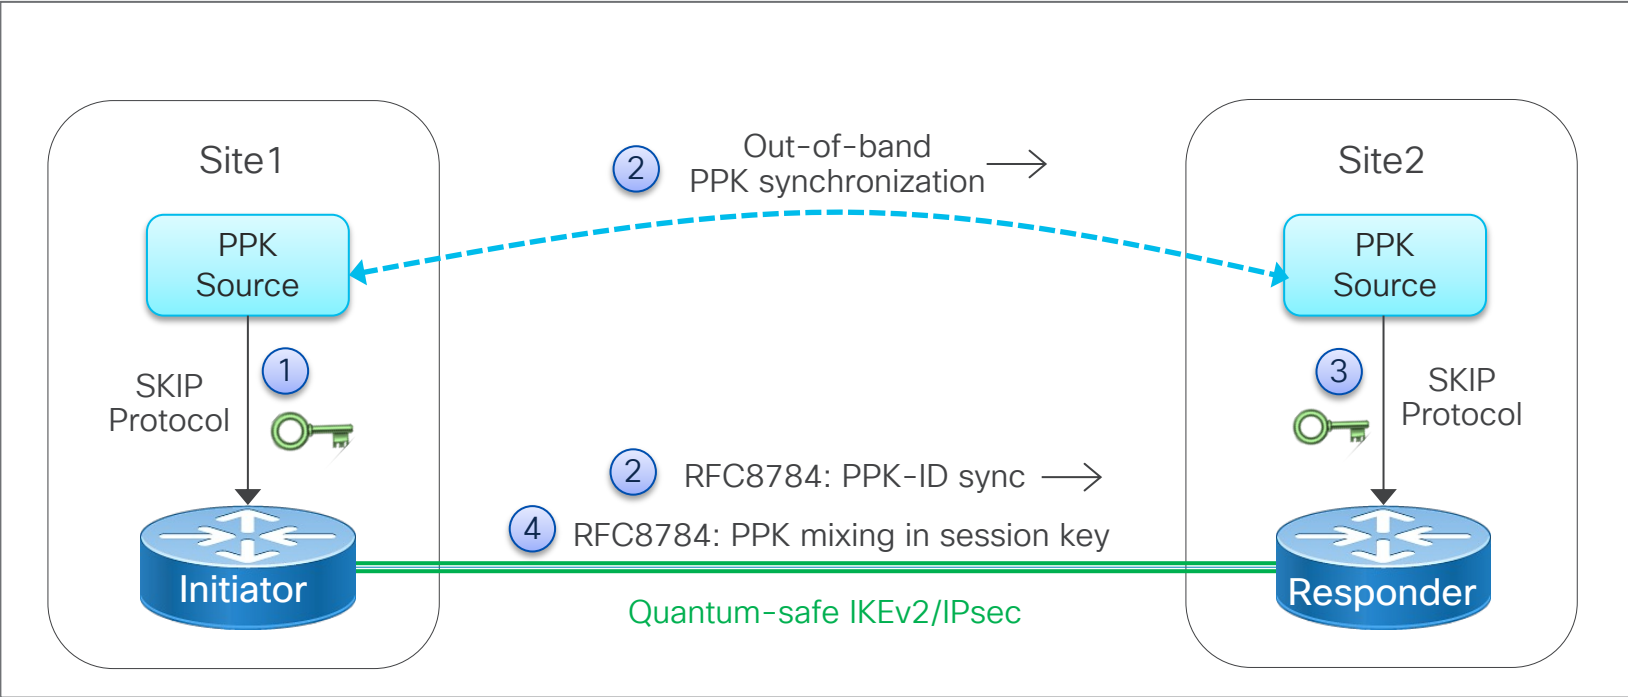 Site1
Site2
2
Out-of-band
PPK synchronization
PPK
Source
PPK
Source
1
SKIP
Protocol
3
SKIP
Protocol
2
RFC8784: PPK-ID sync
4
RFC8784: PPK mixing in session key
Initiator
Responder
Quantum-safe IKEv2/IPsec